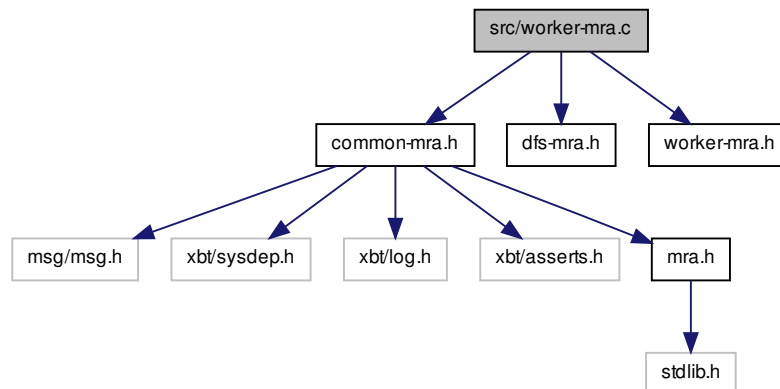 src/worker-mra.c
common-mra.h
dfs-mra.h
worker-mra.h
msg/msg.h
xbt/sysdep.h
xbt/log.h
xbt/asserts.h
mra.h
stdlib.h